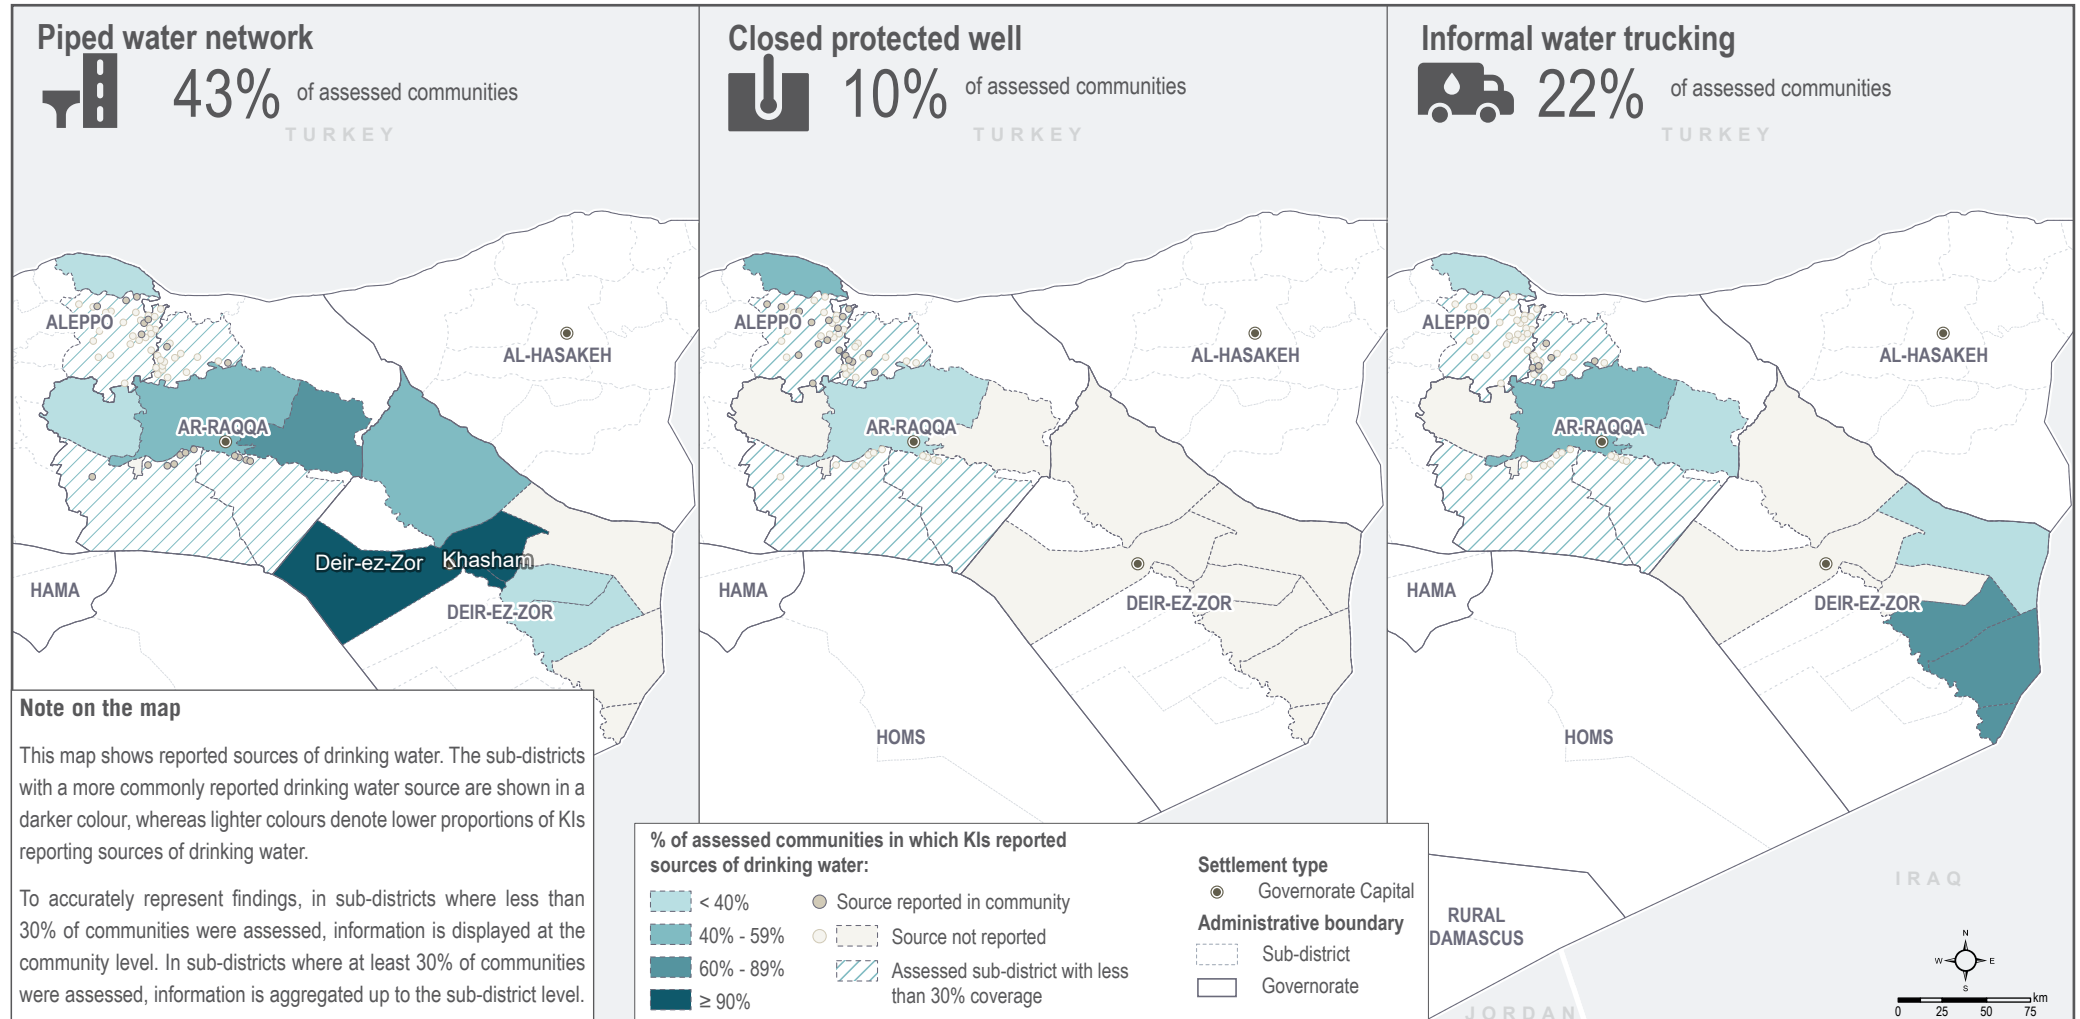 Piped water network
43% of assessed communities
TURKEY
ALEPPO
AL-HASAKEH
AR-RAQQA
Deir-ez-Zor
Khasham
HAMA
DEIR-EZ-ZOR
Closed protected well
10% of assessed communities
TURKEY
ALEPPO
AL-HASAKEH
AR-RAQQA
HAMA
DEIR-EZ-ZOR
HOMS
Informal water trucking
22% of assessed communities
TURKEY
ALEPPO
AL-HASAKEH
AR-RAQQA
HAMA
DEIR-EZ-ZOR
HOMS
IRAQ
RURAL
DAMASCUS
JORDAN
Note on the map
This map shows reported sources of drinking water. The sub-districts
with a more commonly reported drinking water source are shown in a
darker colour, whereas lighter colours denote lower proportions of KIs
reporting sources of drinking water.
To accurately represent findings, in sub-districts where less than
30% of communities were assessed, information is displayed at the
community level. In sub-districts where at least 30% of communities
were assessed, information is aggregated up to the sub-district level.
% of assessed communities in which KIs reported
sources of drinking water:
< 40%
40% - 59%
60% - 89%
≥ 90%
Source reported in community
Source not reported
Assessed sub-district with less
than 30% coverage
Settlement type
Governorate Capital
Administrative boundary
Sub-district
Governorate
N
W E
S
km
0 25 50 75